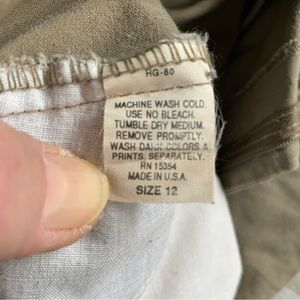 HG-80
MACHINE WASH COLD.
USE NO BLEACH.
TUMBLE DRY MEDIUM.
REMOVE PROMPTLY.
WASH DARK COLORS &
PRINTS SEPARATELY.
RN 15354
MADE IN U.S.A.
SIZE 12